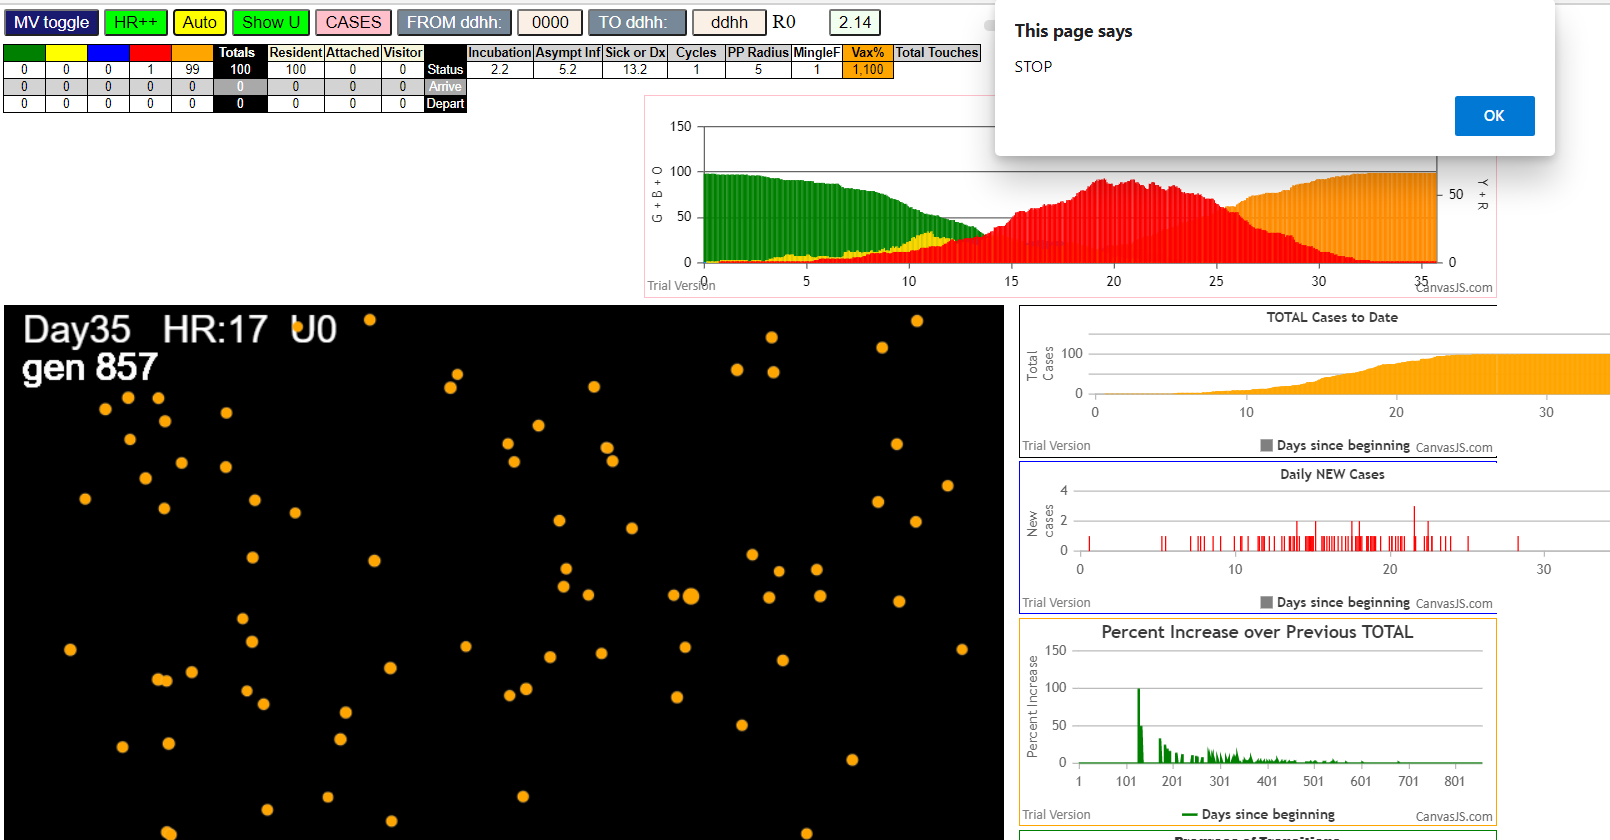 MV toggle HR++ Auto Show U CASES FROM ddhh: 0000 TO ddhh: ddhh R0 2.14
This page says
STOP
OK
Totals Resident Attached Visitor Incubation Asympt Inf Sick or Dx Cycles PP Radius MingleF Vax% Total Touches
0 0 0 1 99 100 100 0 0 Status 2.2 5.2 13.2 1 5 1 1,100
0 0 0 0 0 0 0 0 0 Arrive
0 0 0 0 0 0 0 0 0 Depart
G + B + O
150
100
50
0
Y + R
50
0
0 5 10 15 20 25 30 35
Trial Version
CanvasJS.com
Day35 HR:17 U0
gen 857
TOTAL Cases to Date
Total Cases
100
0
0 10 20 30
Days since beginning
Trial Version
CanvasJS.com
Daily NEW Cases
New cases
4
2
0
0 10 20 30
Days since beginning
Trial Version
CanvasJS.com
Percent Increase over Previous TOTAL
Percent Increase
150
100
50
0
1 101 201 301 401 501 601 701 801
Days since beginning
Trial Version
CanvasJS.com